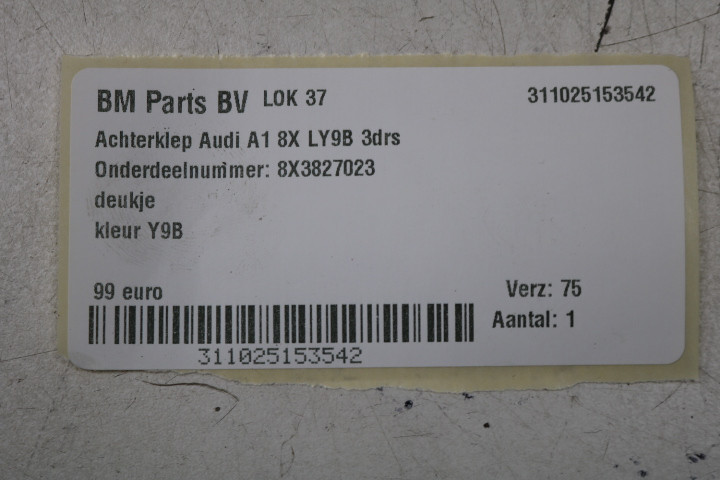 BM Parts BV LOK 37 311025153542
Achterklep Audi A1 8X LY9B 3drs
Onderdeelnummer: 8X3827023
deukje
kleur Y9B
99 euro Verz: 75
Aantal: 1
311025153542